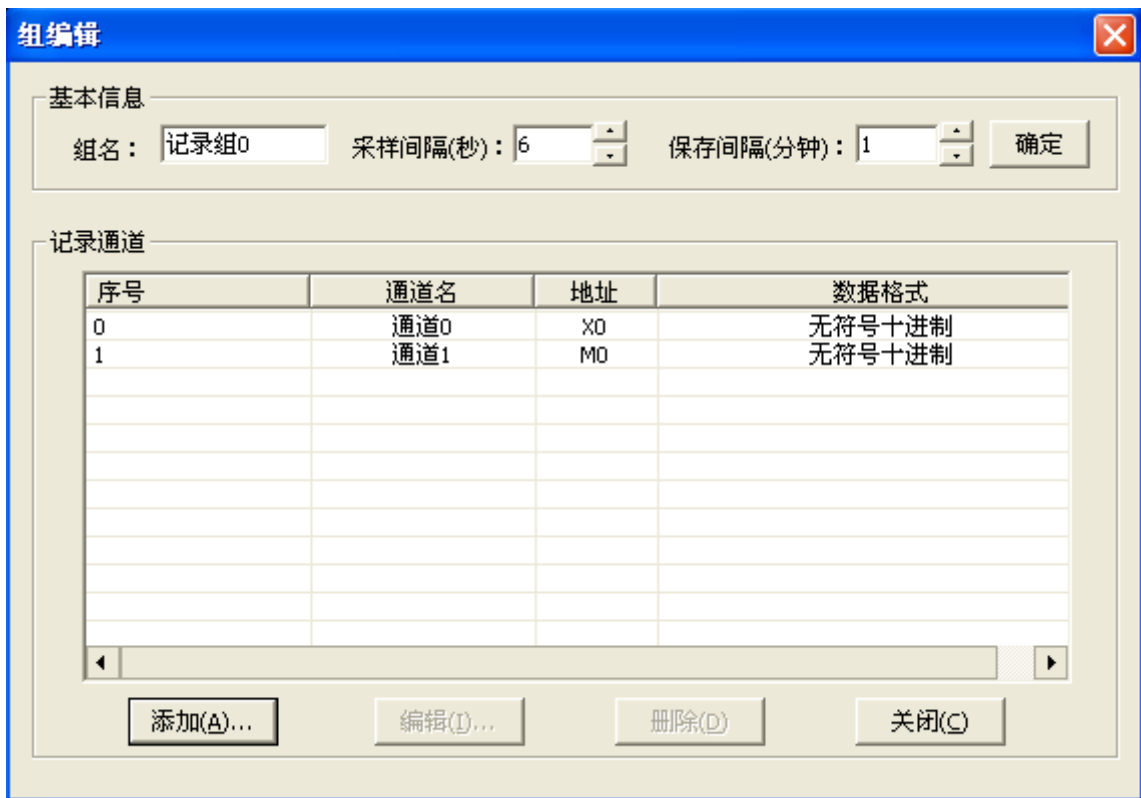 组编辑
基本信息
组名： 记录组0 采样间隔(秒)：6 保存间隔(分钟)：1 确定
记录通道
序号 通道名 地址 数据格式
0 通道0 X0 无符号十进制
1 通道1 M0 无符号十进制
添加(A)... 编辑(I)... 删除(D) 关闭(C)